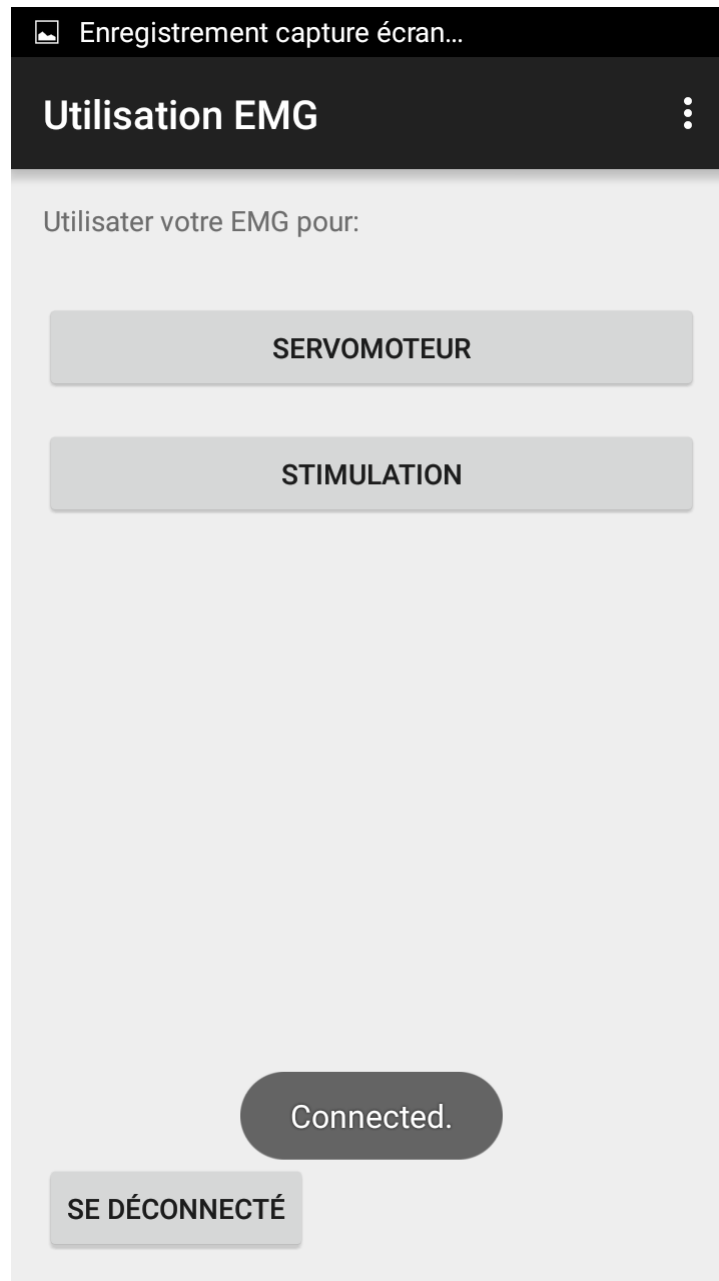 Enregistrement capture écran...
Utilisation EMG
Utilisater votre EMG pour:
SERVOMOTEUR
STIMULATION
Connected.
SE DÉCONNECTÉ